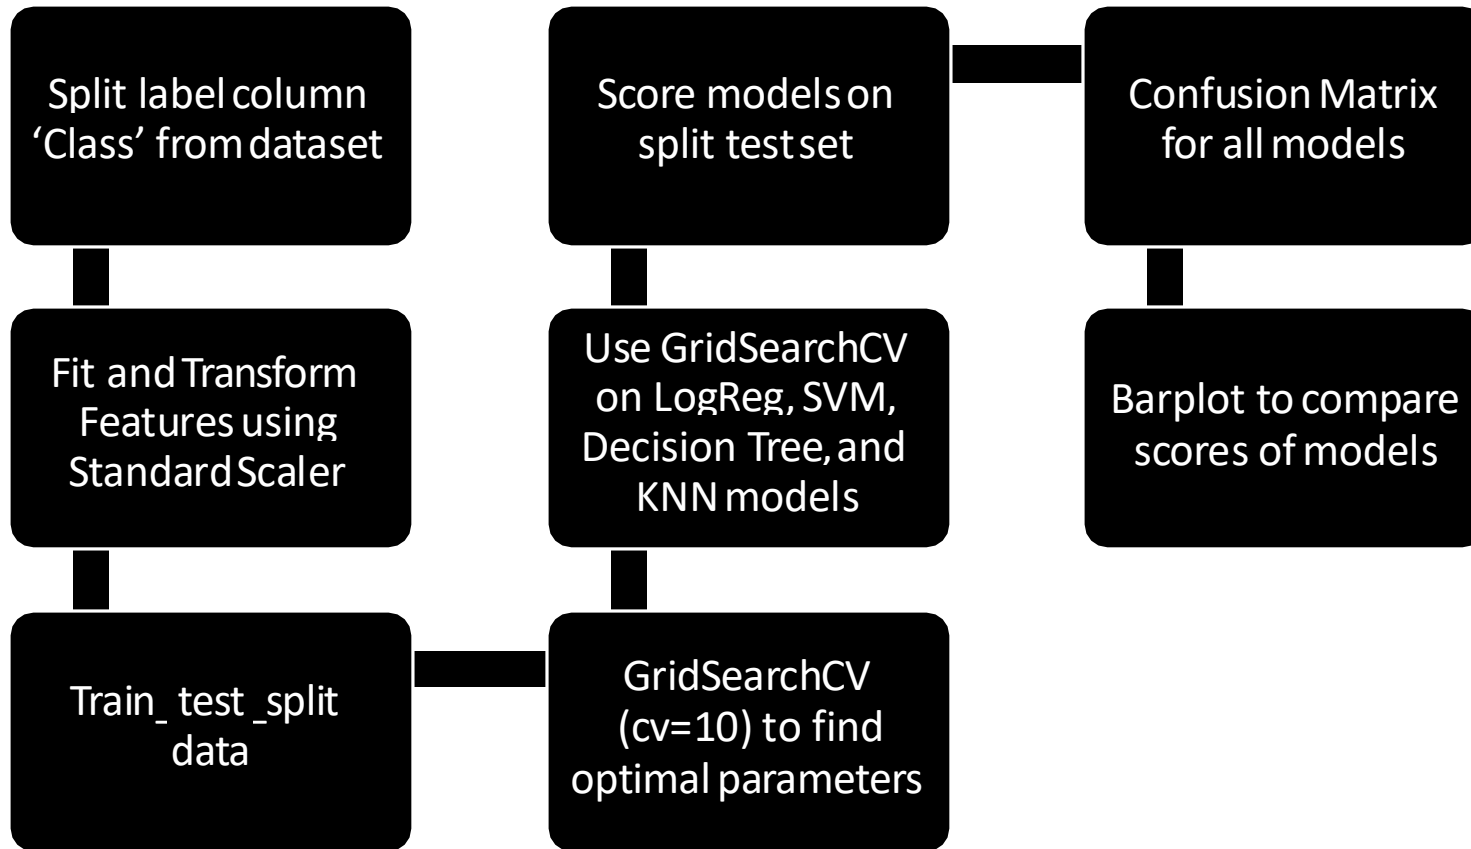 Split label column
‘Class’ from dataset
Fit and Transform
Features using
Standard Scaler
Train_ test _split
data
GridSearchCV
(cv=10) to find
optimal parameters
Use GridSearchCV
on LogReg, SVM,
Decision Tree, and
KNN models
Score models on
split test set
Confusion Matrix
for all models
Barplot to compare
scores of models